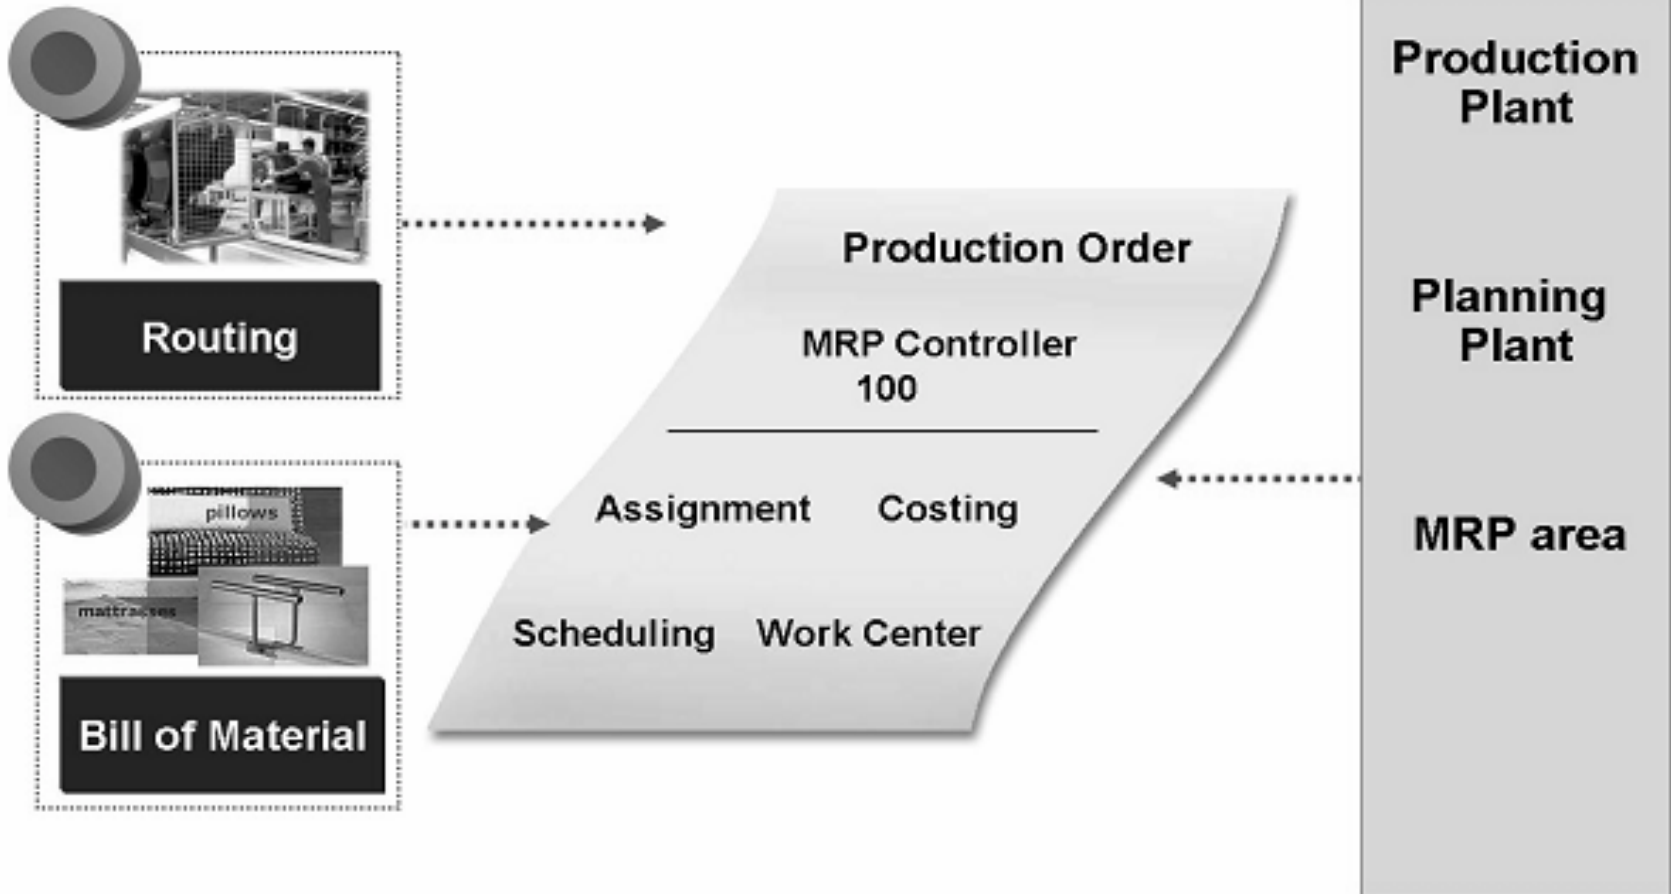 Routing
pillows
mattrasses
Bill of Material
Production Order
MRP Controller
100
Assignment Costing
Scheduling Work Center
Production
Plant
Planning
Plant
MRP area